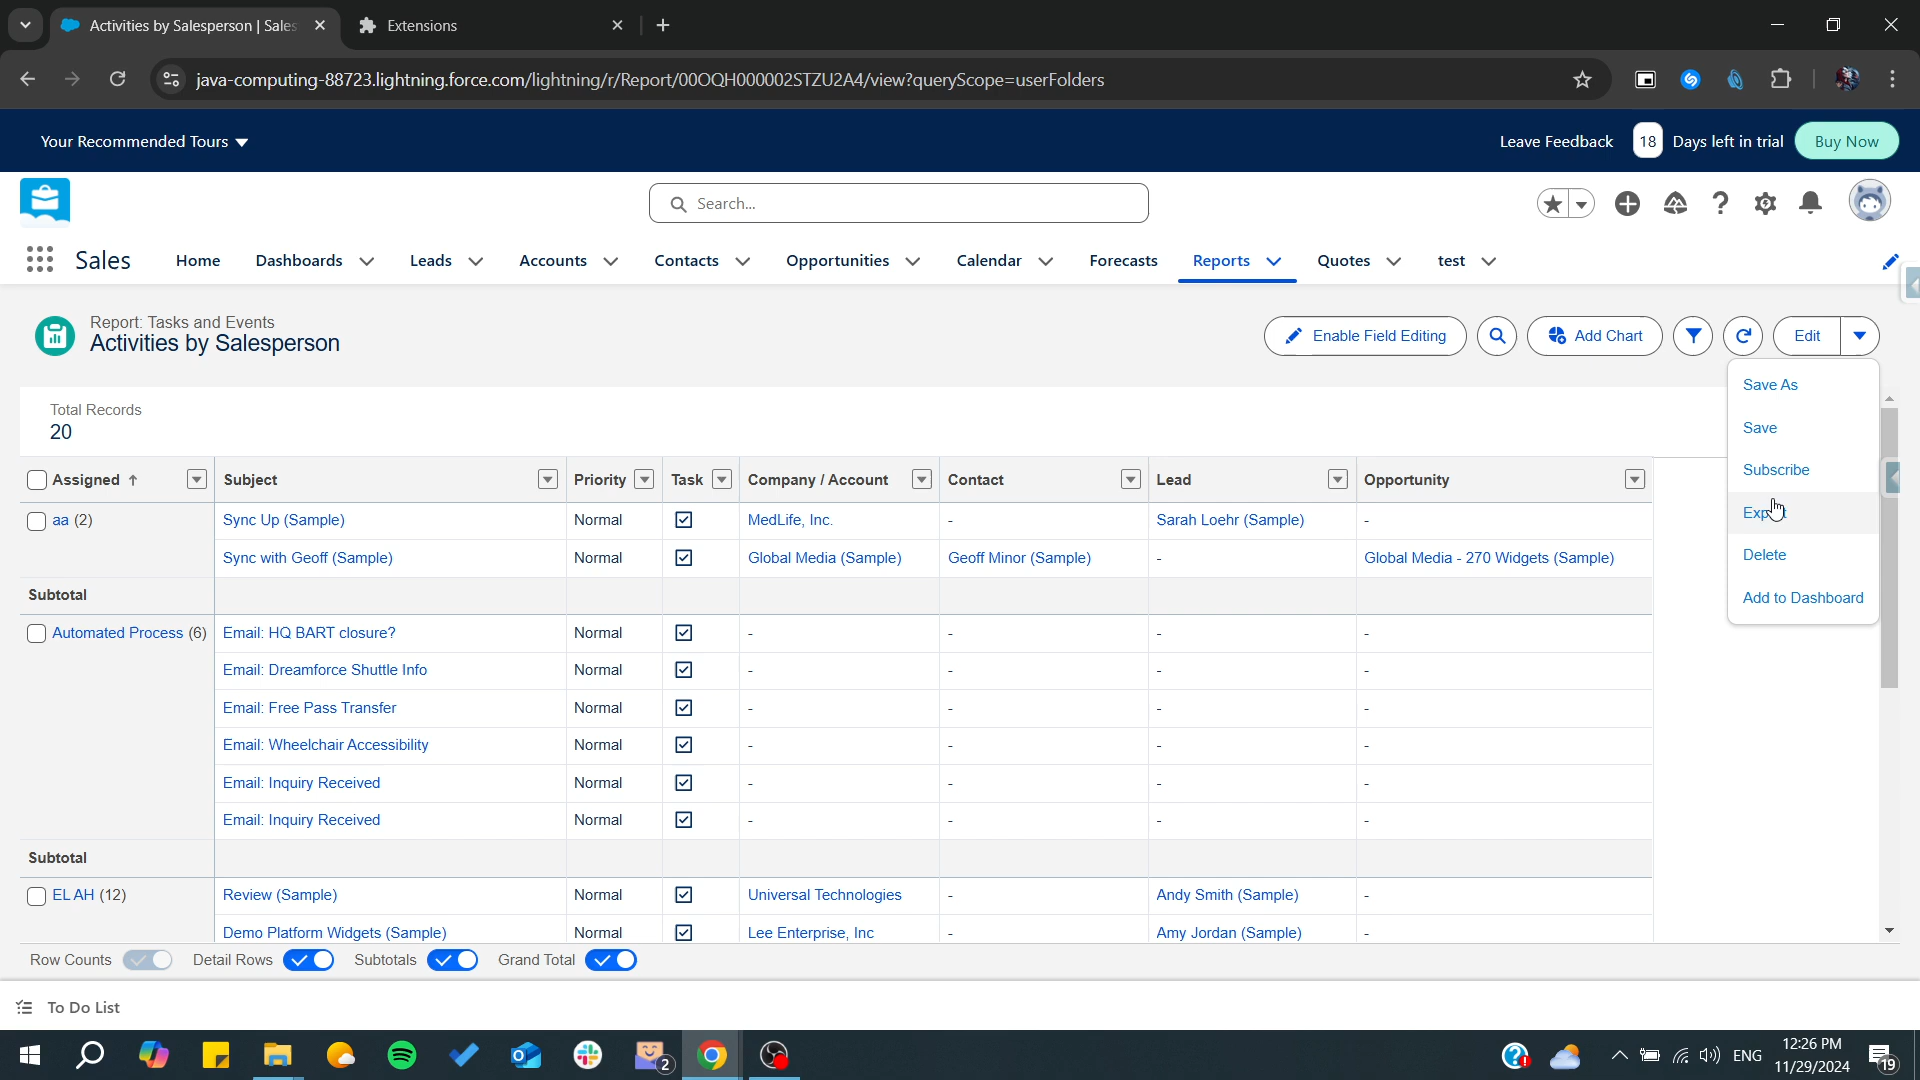 Activities by Salesperson | Sales
Extensions
java-computing-88723.lightning.force.com/lightning/r/Report/00OQH000002STZU2A4/view?queryScope=userFolders
Your Recommended Tours
Leave Feedback
18 Days left in trial
Buy Now
Search...
Sales
Home
Dashboards
Leads
Accounts
Contacts
Opportunities
Calendar
Forecasts
Reports
Quotes
test
Report: Tasks and Events
Activities by Salesperson
Enable Field Editing
Add Chart
Edit
Save As
Save
Subscribe
Export
Delete
Add to Dashboard
Total Records
20
Assigned ↑ Subject Priority Task Company / Account Contact Lead Opportunity
aa (2) Sync Up (Sample) Normal MedLife, Inc. - Sarah Loehr (Sample) -
Sync with Geoff (Sample) Normal Global Media (Sample) Geoff Minor (Sample) - Global Media - 270 Widgets (Sample)
Subtotal
Automated Process (6) Email: HQ BART closure? Normal - - - -
Email: Dreamforce Shuttle Info Normal - - - -
Email: Free Pass Transfer Normal - - - -
Email: Wheelchair Accessibility Normal - - - -
Email: Inquiry Received Normal - - - -
Email: Inquiry Received Normal - - - -
Subtotal
EL AH (12) Review (Sample) Normal Universal Technologies - Andy Smith (Sample) -
Demo Platform Widgets (Sample) Normal Lee Enterprise, Inc - Amy Jordan (Sample) -
Row Counts Detail Rows Subtotals Grand Total
To Do List
2
ENG
12:26 PM
11/29/2024
19